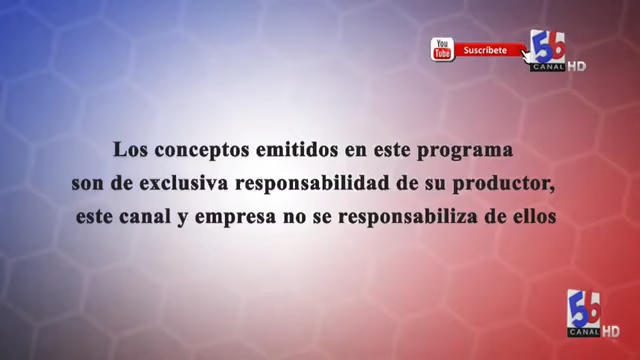 You
Tube
Suscríbete
56
CANAL HD
Los conceptos emitidos en este programa
son de exclusiva responsabilidad de su productor,
este canal y empresa no se responsabiliza de ellos
56
CANAL HD